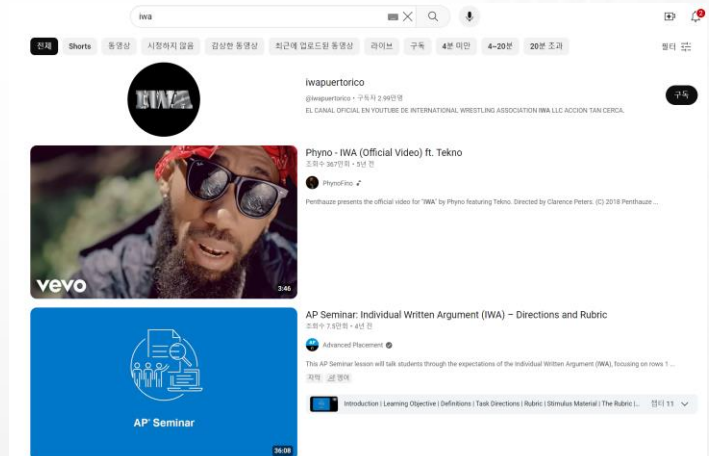 iwa
2
전체 Shorts 동영상 시청하지 않음 감상한 동영상 최근에 업로드된 동영상 라이브 구독 4분 미만 4~20분 20분 초과 필터
IWA
iwapuertorico
@iwapuertorico • 구독자 2.99만명
EL CANAL OFICIAL EN YOUTUBE DE INTERNATIONAL WRESTLING ASSOCIATION IWA LLC ACCION TAN CERCA.
구독
Phyno - IWA (Official Video) ft. Tekno
조회수 367만회 • 5년 전
PhynoFino
Penthauze presents the official video for "IWA" by Phyno featuring Tekno. Directed by Clarence Peters. (C) 2018 Penthauze ...
vevo
3:46
AP Seminar: Individual Written Argument (IWA) – Directions and Rubric
조회수 7.5만회 • 4년 전
AP Advanced Placement
This AP Seminar lesson will talk students through the expectations of the Individual Written Argument (IWA), focusing on rows 1 ...
자막 영어
Introduction | Learning Objective | Definitions | Task Directions | Rubric | Stimulus Material | The Rubric |... 챕터 11
AP® Seminar
36:08